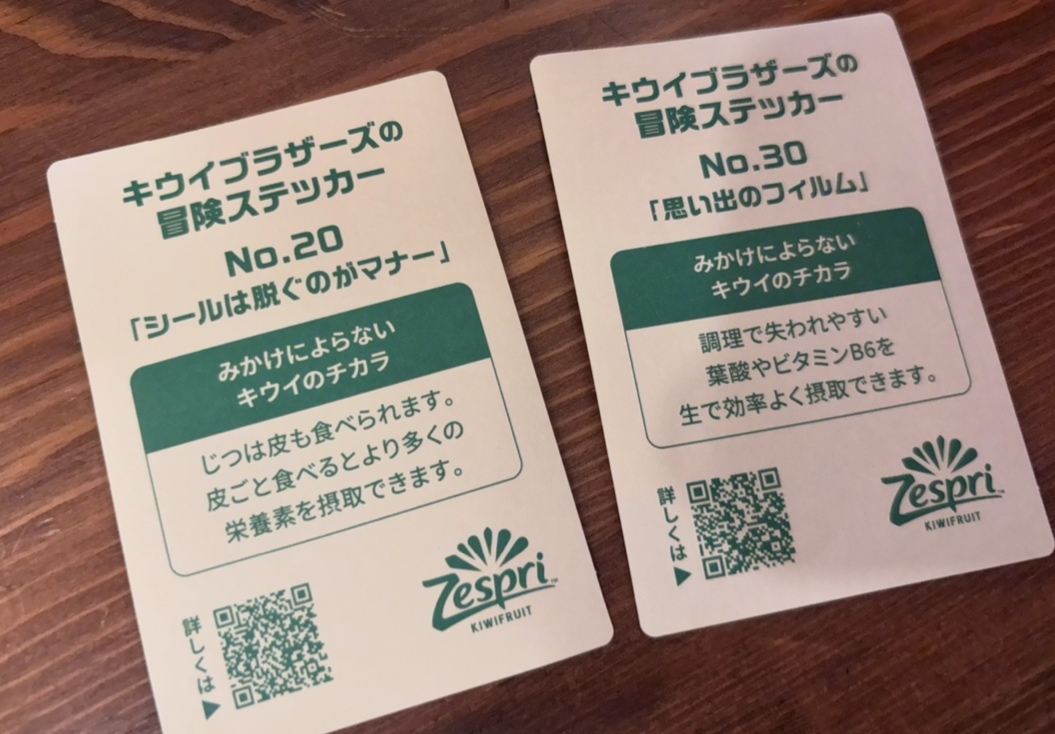 キウイブラザーズの
冒険ステッカー
No.20
「シールは脱ぐのがマナー」
みかけによらない
キウイのチカラ
じつは皮も食べられます。
皮ごと食べるとより多くの
栄養素を摂取できます。
詳しくは▶
Zespri™
KIWIFRUIT
キウイブラザーズの
冒険ステッカー
No.30
「思い出のフィルム」
みかけによらない
キウイのチカラ
調理で失われやすい
葉酸やビタミンB6を
生で効率よく摂取できます。
詳しくは▶
Zespri™
KIWIFRUIT